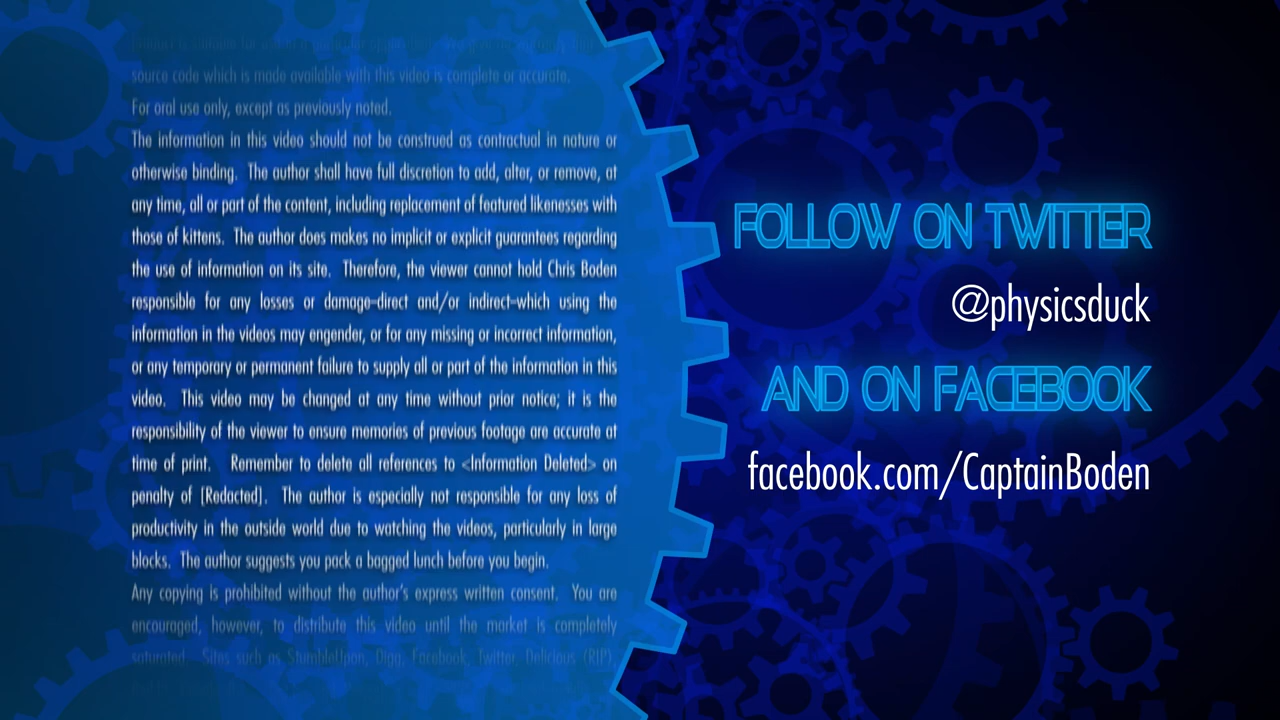 source code which is made available with this video is complete or accurate.
For oral use only, except as previously noted.
The information in this video should not be construed as contractual in nature or
otherwise binding. The author shall have full discretion to add, alter, or remove, at
any time, all or part of the content, including replacement of featured likenesses with
those of kittens. The author does makes no implicit or explicit guarantees regarding
the use of information on its site. Therefore, the viewer cannot hold Chris Boden
responsible for any losses or damage–direct and/or indirect–which using the
information in the videos may engender, or for any missing or incorrect information,
or any temporary or permanent failure to supply all or part of the information in this
video. This video may be changed at any time without prior notice; it is the
responsibility of the viewer to ensure memories of previous footage are accurate at
time of print. Remember to delete all references to <Information Deleted> on
penalty of [Redacted]. The author is especially not responsible for any loss of
productivity in the outside world due to watching the videos, particularly in large
blocks. The author suggests you pack a bagged lunch before you begin.
Any copying is prohibited without the author's express written consent. You are
encouraged, however, to distribute this video until the market is completely
saturated. Sites such as StumbleUpon, Digg, Facebook, Twitter, Delicious (RIP),
FOLLOW ON TWITTER
@physicsduck
AND ON FACEBOOK
facebook.com/CaptainBoden